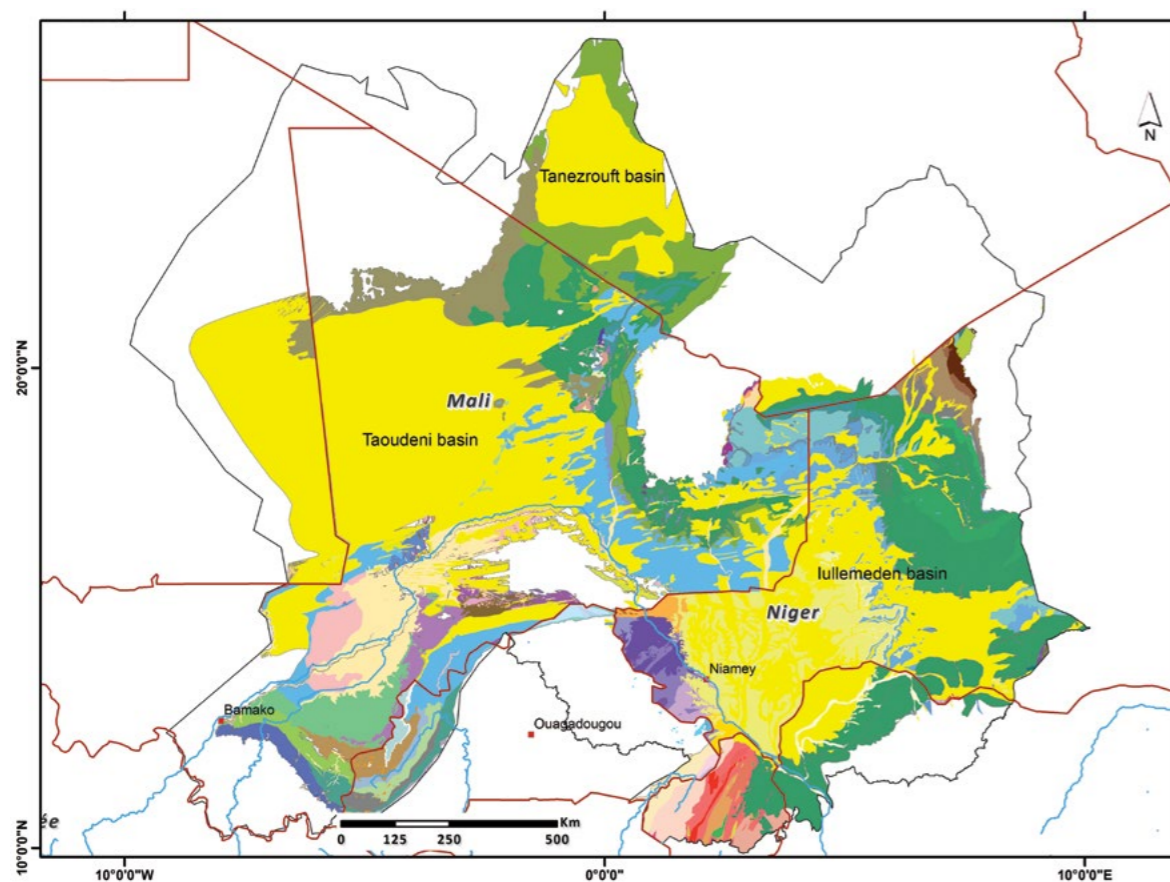 N
Tanezrouft basin
20°0'0"N
Mali
Taoudeni basin
Iullemeden basin
Niger
Niamey
Bamako
Ouagadougou
Km
0 125 250 500
10°0'0"N
10°0'0"W
0°0'0"
10°0'0"E